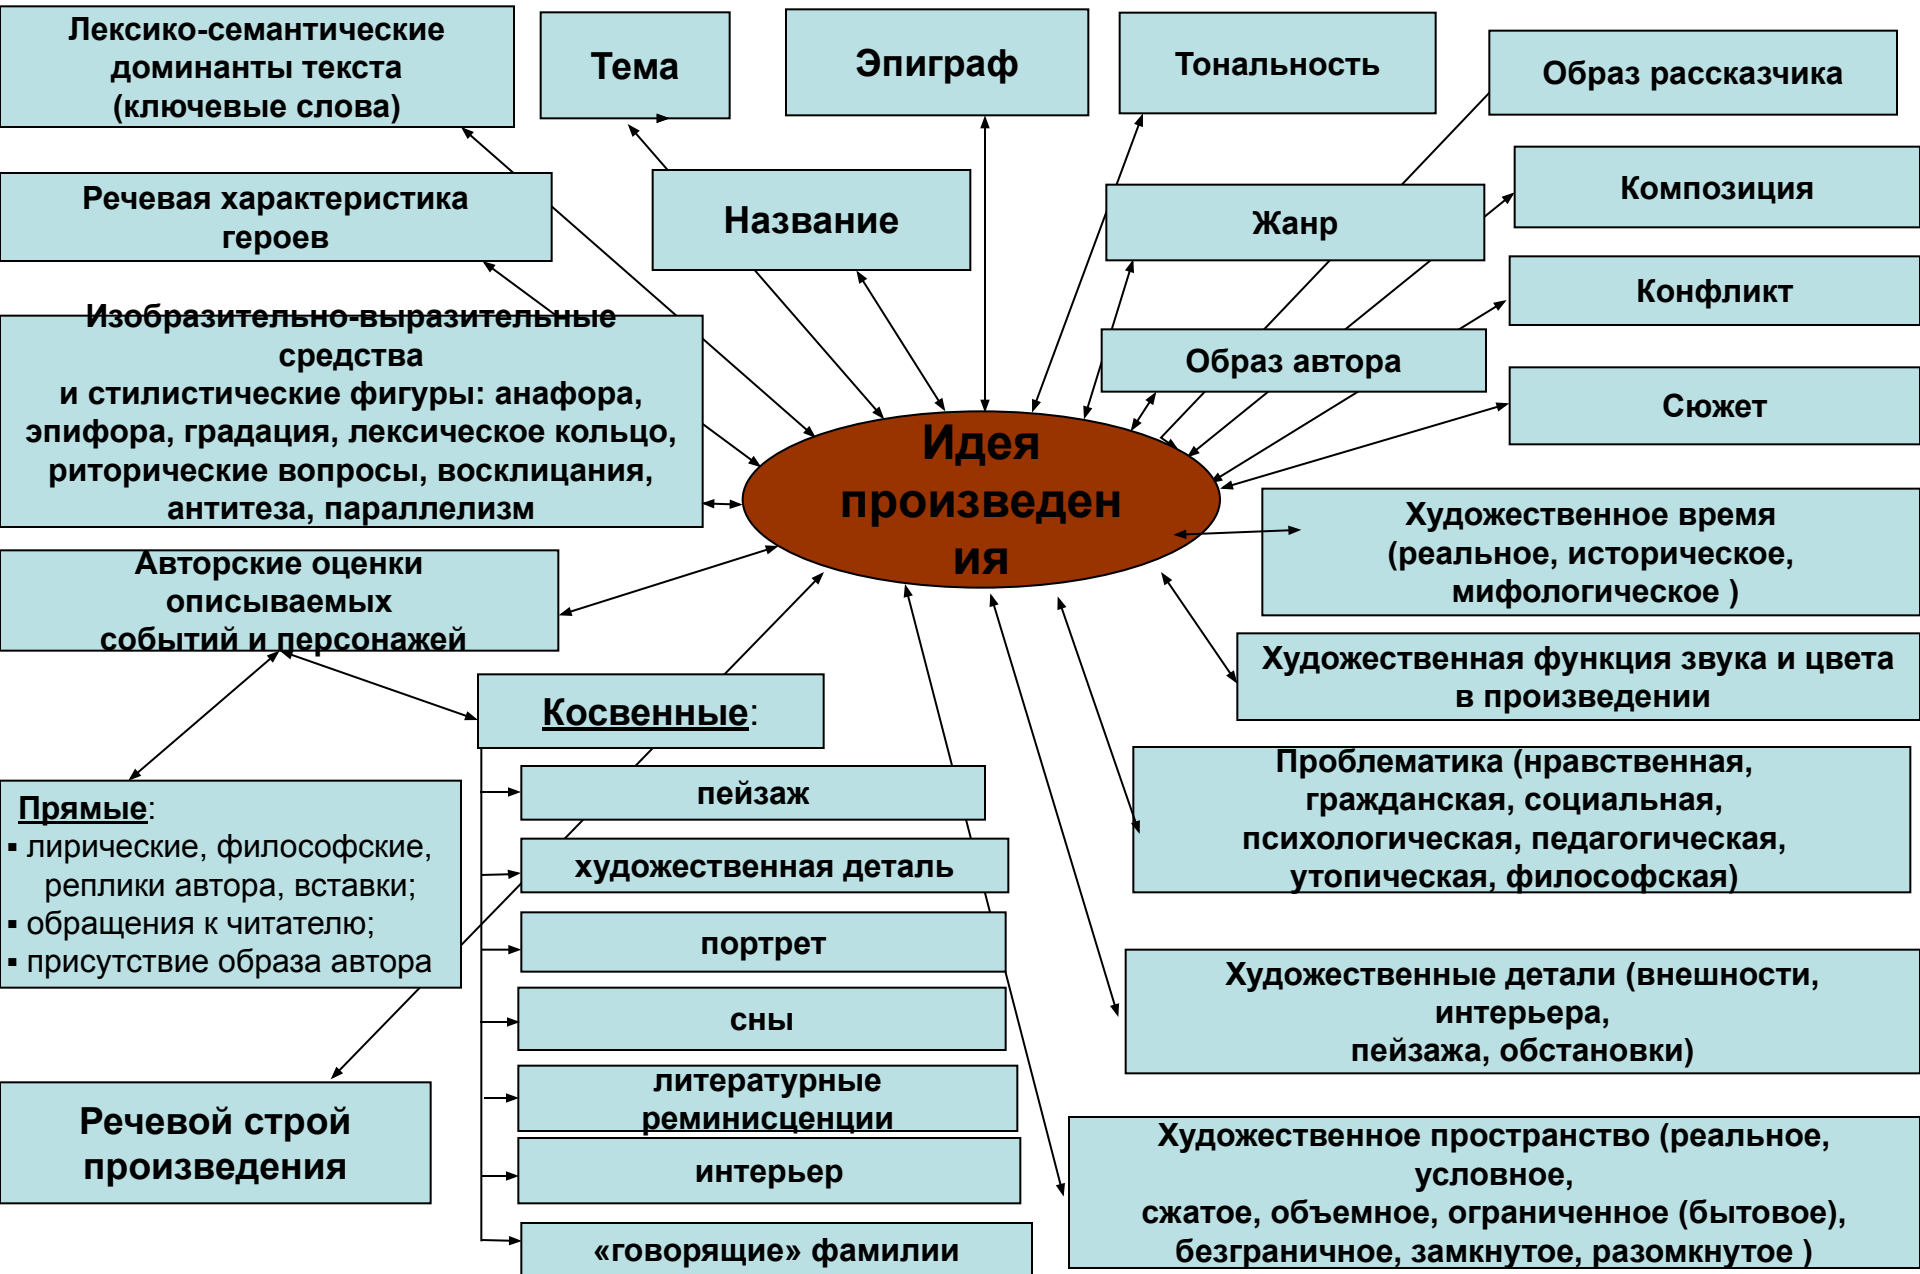 Лексико-семантические
доминанты текста
(ключевые слова)
Тема
Эпиграф
Тональность
Образ рассказчика
Речевая характеристика
героев
Название
Жанр
Композиция
Изобразительно-выразительные
средства
и стилистические фигуры: анафора,
эпифора, градация, лексическое кольцо,
риторические вопросы, восклицания,
антитеза, параллелизм
Образ автора
Конфликт
Сюжет
Идея
произведен
ия
Художественное время
(реальное, историческое,
мифологическое )
Авторские оценки
описываемых
событий и персонажей
Художественная функция звука и цвета
в произведении
Косвенные:
Прямые:
▪ лирические, философские,
реплики автора, вставки;
▪ обращения к читателю;
▪ присутствие образа автора
пейзаж
художественная деталь
портрет
сны
литературные
реминисценции
интерьер
«говорящие» фамилии
Проблематика (нравственная,
гражданская, социальная,
психологическая, педагогическая,
утопическая, философская)
Художественные детали (внешности,
интерьера,
пейзажа, обстановки)
Речевой строй
произведения
Художественное пространство (реальное,
условное,
сжатое, объемное, ограниченное (бытовое),
безграничное, замкнутое, разомкнутое )